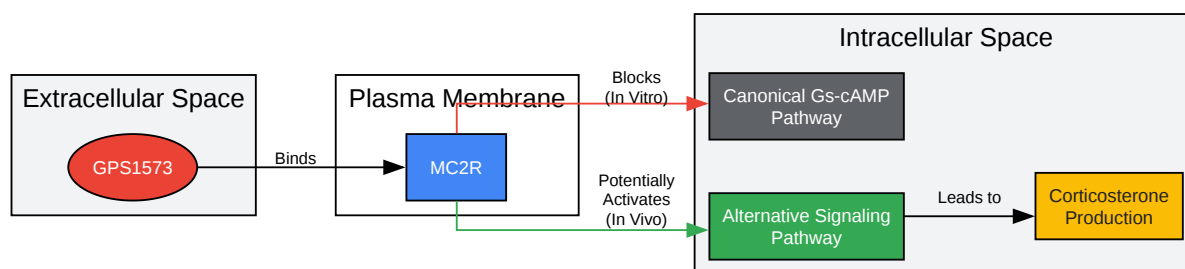 Extracellular Space
GPS1573
Binds
Plasma Membrane
MC2R
Blocks
(In Vitro)
Potentially
Activates
(In Vivo)
Intracellular Space
Canonical Gs-cAMP
Pathway
Alternative Signaling
Pathway
Leads to
Corticosterone
Production